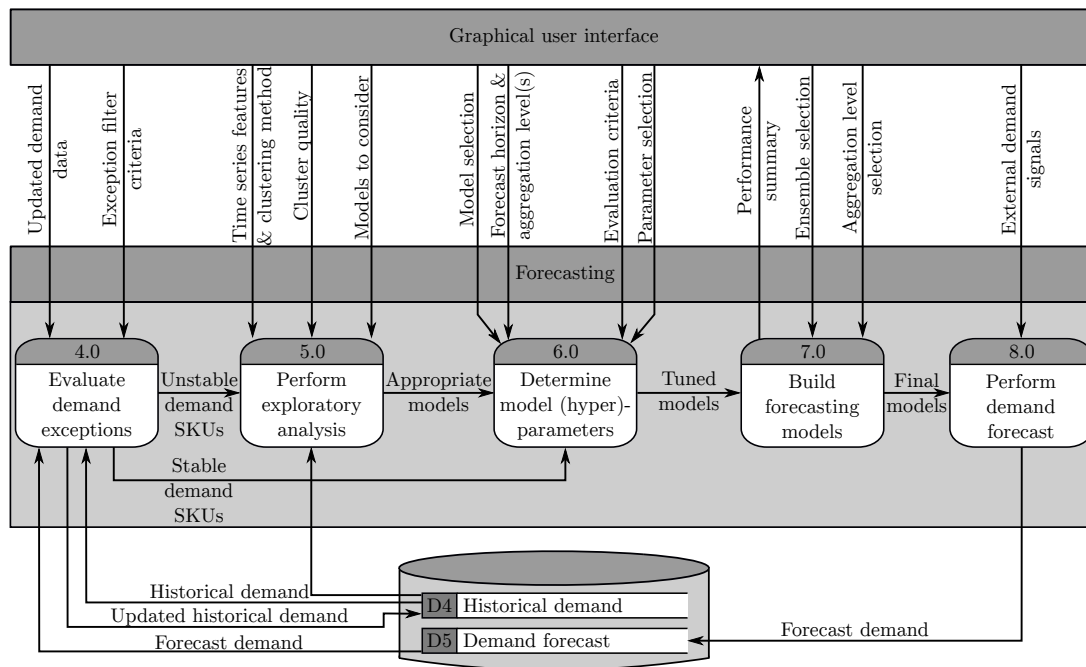 Graphical user interface
Updated demand
data
Exception filter
criteria
Time series features
& clustering method
Cluster quality
Models to consider
Model selection
Forecast horizon &
aggregation level(s)
Evaluation criteria
Parameter selection
Performance
summary
Ensemble selection
Aggregation level
selection
External demand
signals
Forecasting
4.0
Evaluate
demand
exceptions
Unstable
demand
SKUs
5.0
Perform
exploratory
analysis
Appropriate
models
6.0
Determine
model (hyper)-
parameters
Tuned
models
7.0
Build
forecasting
models
Final
models
8.0
Perform
demand
forecast
Stable
demand
SKUs
Historical demand
Updated historical demand
Forecast demand
D4 Historical demand
D5 Demand forecast
Forecast demand